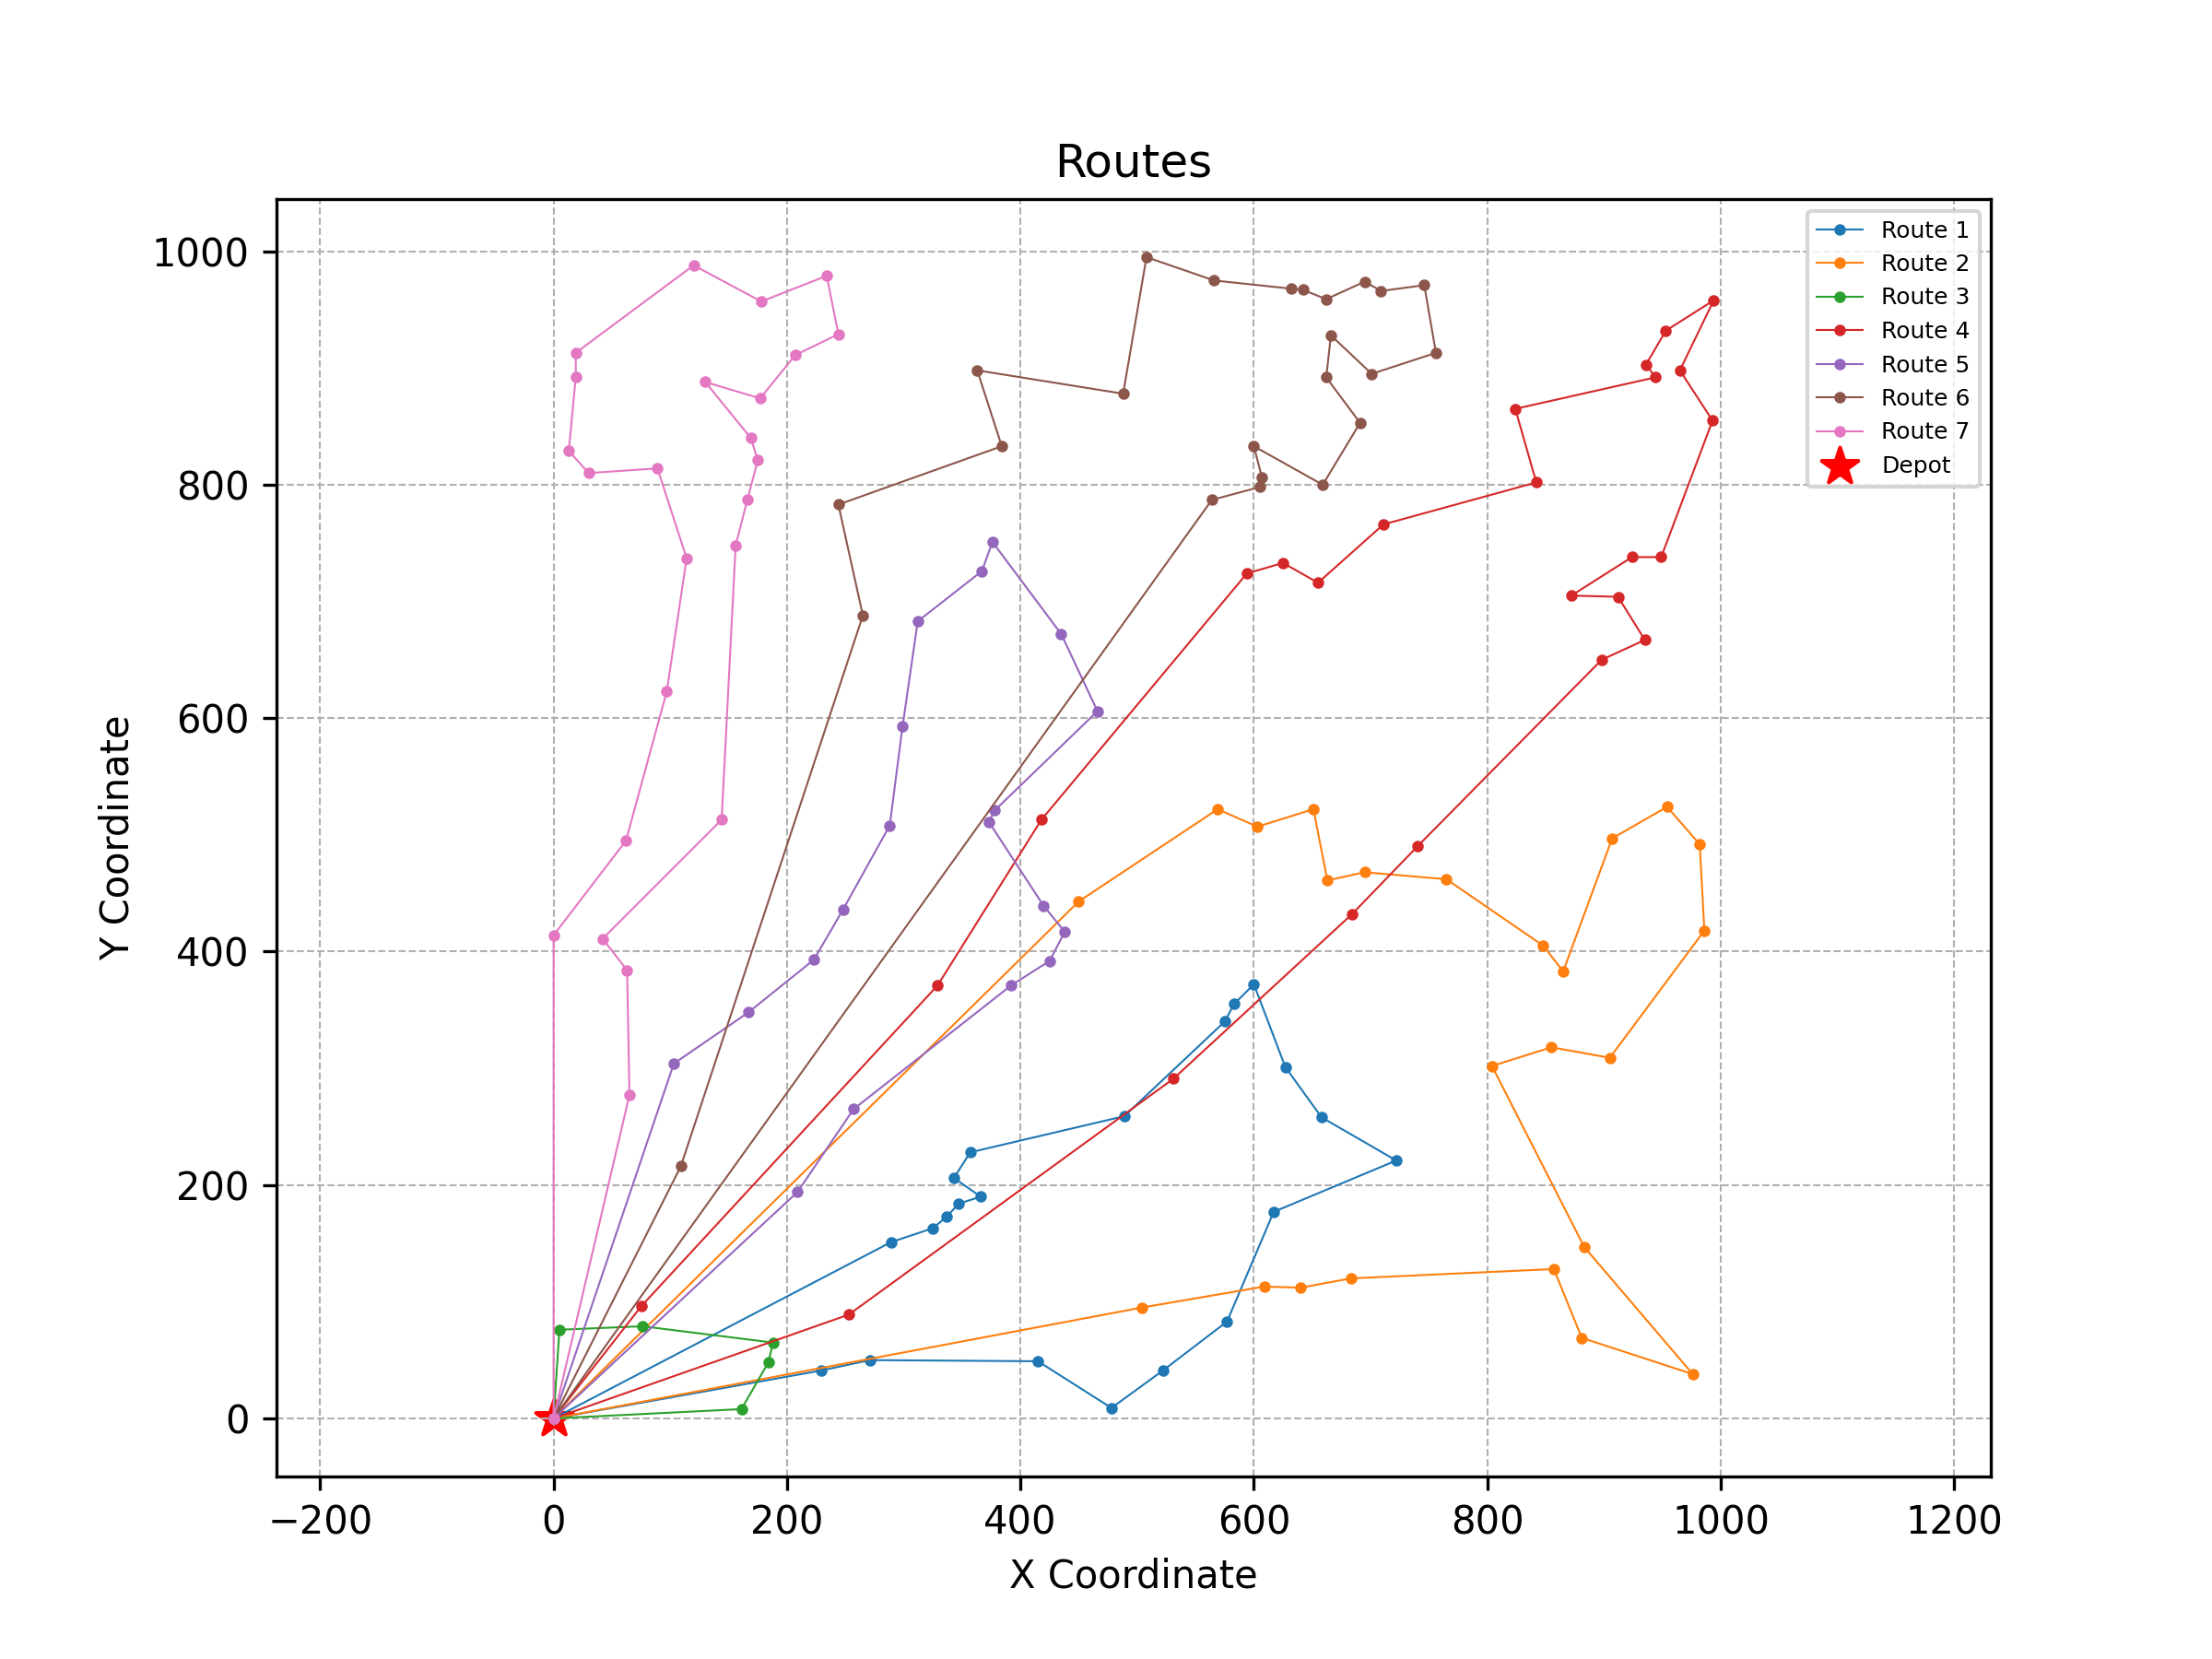 Routes
Route 1
Route 2
Route 3
Route 4
Route 5
Route 6
Route 7
Depot
1000
800
600
400
200
0
Y Coordinate
−200 0 200 400 600 800 1000 1200
X Coordinate